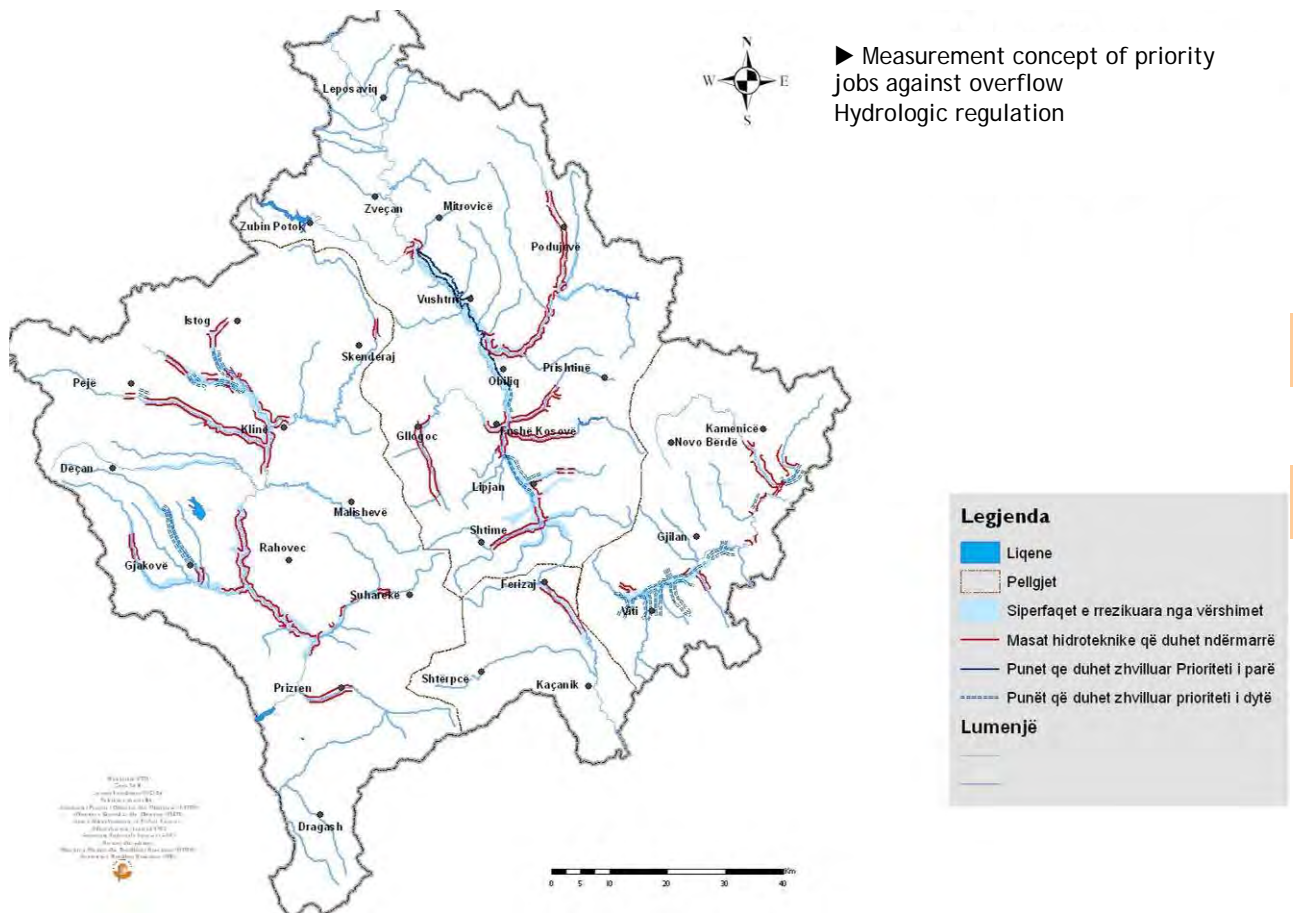 ▶ Measurement concept of priority
jobs against overflow
Hydrologic regulation
N
W
E
S
Leposaviq
Zveçan
Mitrovicë
Zubin Potok
Podujevë
Vushtrri
Istog
Skenderaj
Pejë
Obiliq
Prishtinë
Klinë
Gllogoc
Fushë Kosovë
Kamenicë
Novo Bërdë
Deçan
Lipjan
Malishevë
Shtime
Gjilan
Rahovec
Gjakovë
Ferizaj
Suharekë
Viti
Shtërpcë
Kaçanik
Prizren
Dragash
Legjenda
Liqene
Pellgjet
Siperfaqet e rrezikuara nga vërshimet
Masat hidroteknike që duhet ndërmarrë
Punet qe duhet zhvilluar Prioriteti i parë
Punët që duhet zhvilluar prioriteti i dytë
Lumenjë
Km
0 5 10 20 30 40